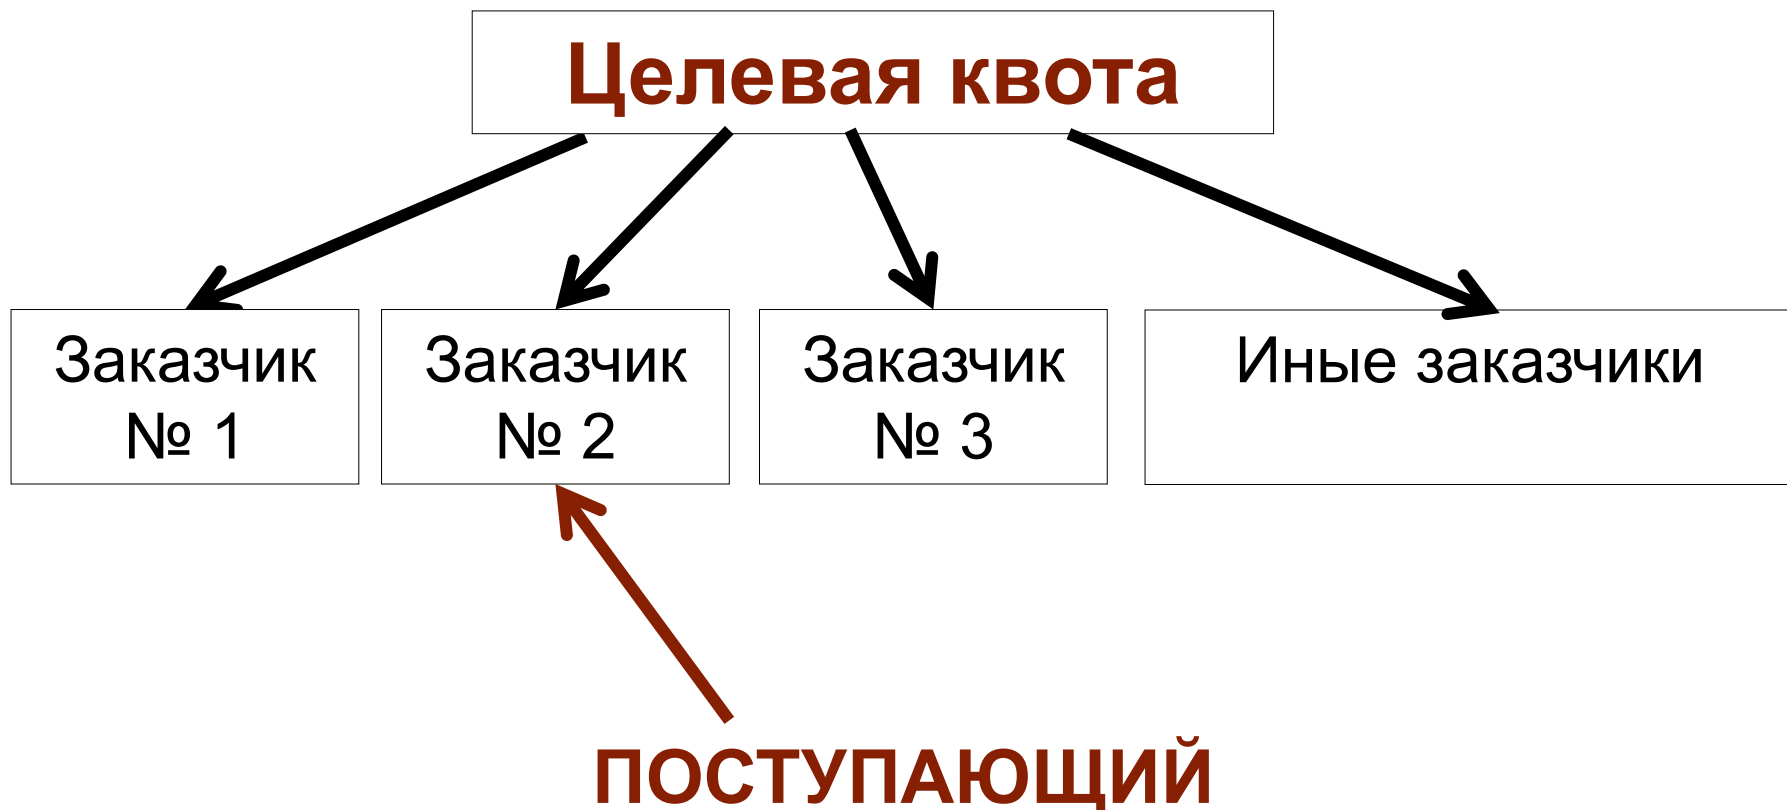 Целевая квота
Заказчик
№ 1
Заказчик
№ 2
Заказчик
№ 3
Иные заказчики
ПОСТУПАЮЩИЙ